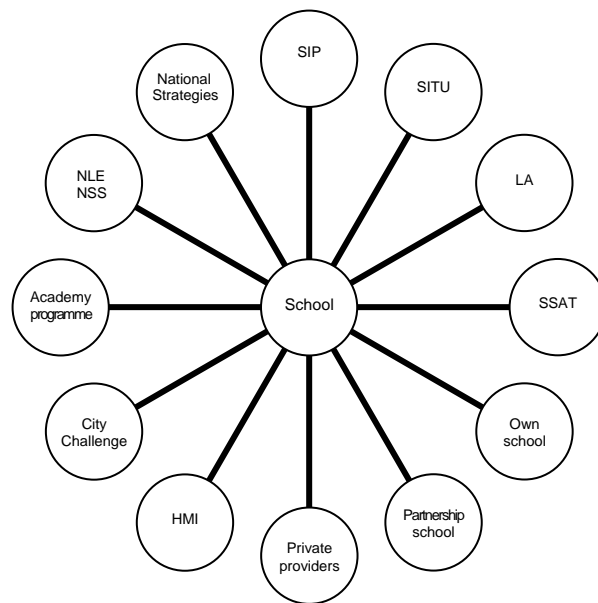 SIP
National
Strategies
SITU
NLE
NSS
LA
Academy
programme
School
SSAT
City
Challenge
Own
school
HMI
Partnership
school
Private
providers